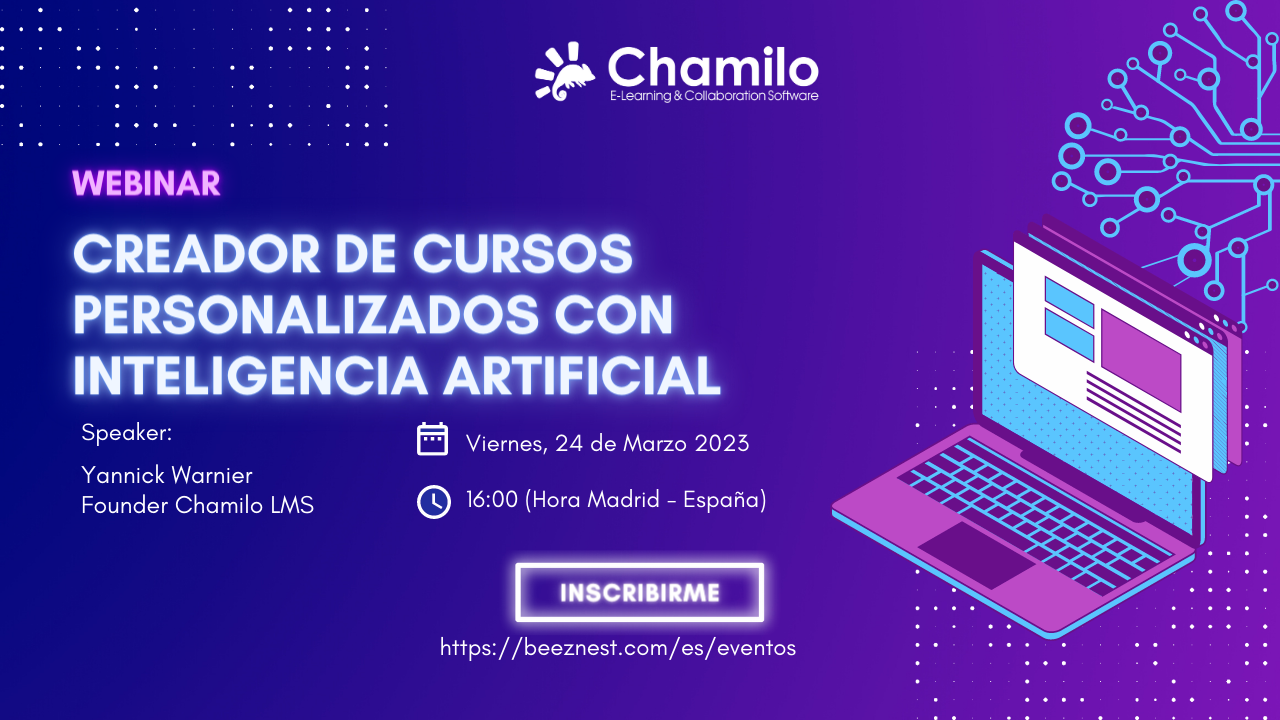 Chamilo
E-Learning & Collaboration Software
WEBINAR
CREADOR DE CURSOS
PERSONALIZADOS CON
INTELIGENCIA ARTIFICIAL
Speaker:
Yannick Warnier
Founder Chamilo LMS
Viernes, 24 de Marzo 2023
16:00 (Hora Madrid - España)
INSCRIBIRME
https://beeznest.com/es/eventos